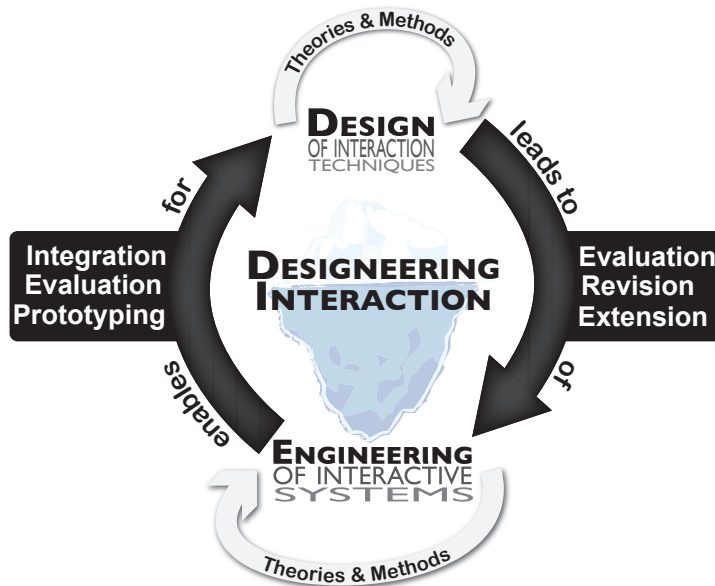 Theories & Methods
DESIGN
OF INTERACTION
TECHNIQUES
leads to
for
Integration
Evaluation
Prototyping
DESIGNEERING
INTERACTION
Evaluation
Revision
Extension
of
enables
ENGINEERING
OF INTERACTIVE
SYSTEMS
Theories & Methods